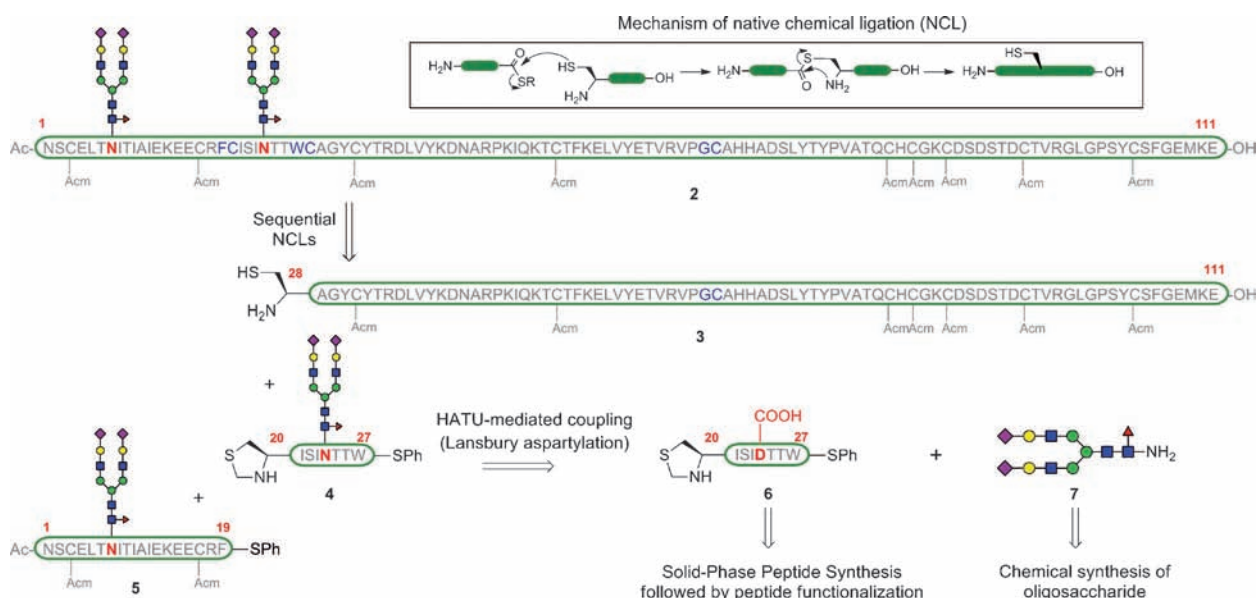 Mechanism of native chemical ligation (NCL)
H₂N O SR HS H₂N OH H₂N O S NH₂ OH HS H₂N OH
1 111
Ac-NSCELTNITIAIEKEECRFCISINTTWCAGYCYTRDLVYKDNARPKIQKTCTFKELVYETVRVPGCAHHADSLYTYPVATQCHCGKCDSDSTDCTVRGLGPSYCSFGEMKE-OH
Acm Acm Acm Acm Acm Acm Acm Acm Acm
2
Sequential
NCLs
HS 28 111
H₂N AGYCYTRDLVYKDNARPKIQKTCTFKELVYETVRVPGCAHHADSLYTYPVATQCHCGKCDSDSTDCTVRGLGPSYCSFGEMKE-OH
Acm Acm Acm Acm Acm Acm Acm
3
+
HATU-mediated coupling
(Lansbury aspartylation)
20 27
S NH ISINTTW SPh
4
COOH
20 27
S NH ISIDTTW SPh
6
+
NH₂
7
+
1 19
Ac-NSCELTNITIAIEKEECRF-SPh
Acm Acm
5
Solid-Phase Peptide Synthesis
followed by peptide functionalization
Chemical synthesis of
oligosaccharide